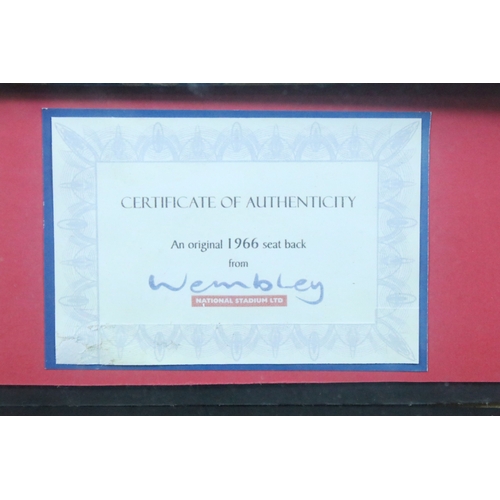 CERTIFICATE OF AUTHENTICITY
An original 1966 seat back
from
Wembley
NATIONAL STADIUM LTD